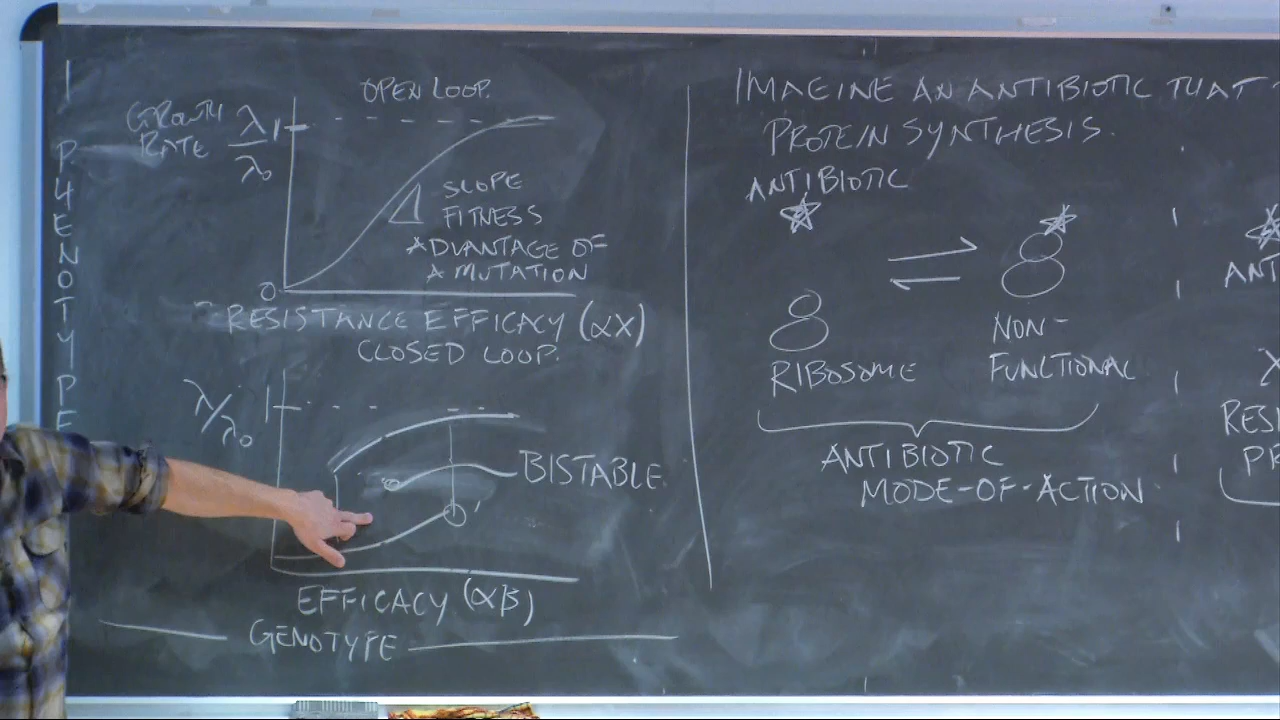 PHENOTYPE
OPEN LOOP.
GROWTH
RATE
λ/λ₀
1
0
SLOPE
FITNESS
ADVANTAGE OF
A MUTATION
RESISTANCE EFFICACY (αX)
CLOSED LOOP.
λ/λ₀
1
BISTABLE
EFFICACY (αβ)
GENOTYPE
IMAGINE AN ANTIBIOTIC THAT
PROTEIN SYNTHESIS.
ANTIBIOTIC
RIBOSOME
NON-
FUNCTIONAL
ANTIBIOTIC
MODE-OF-ACTION
ANT
RESI
PR